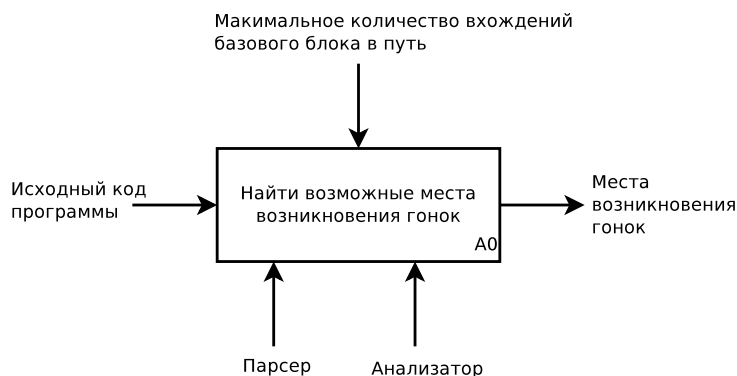 Макимальное количество вхождений
базового блока в путь
Исходный код
программы
Найти возможные места
возникновения гонок
A0
Места
возникновения
гонок
Парсер
Анализатор